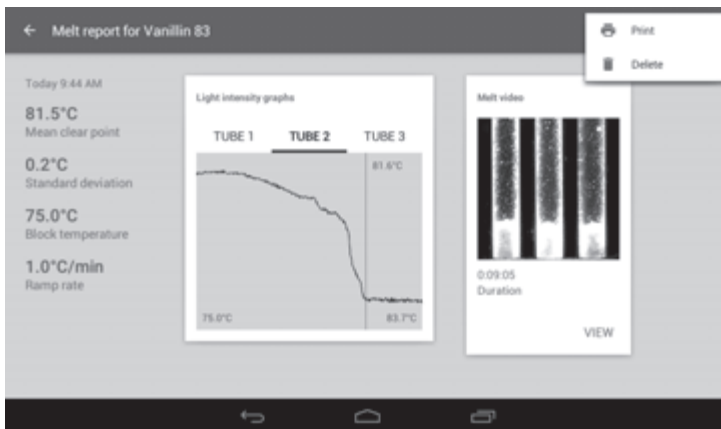 Melt report for Vanillin 83
Print
Delete
Today 9:44 AM
81.5°C
Mean clear point
0.2°C
Standard deviation
75.0°C
Block temperature
1.0°C/min
Ramp rate
Light intensity graphs
TUBE 1 TUBE 2 TUBE 3
81.6°C
75.0°C 83.7°C
Melt video
0:09:05
Duration
VIEW